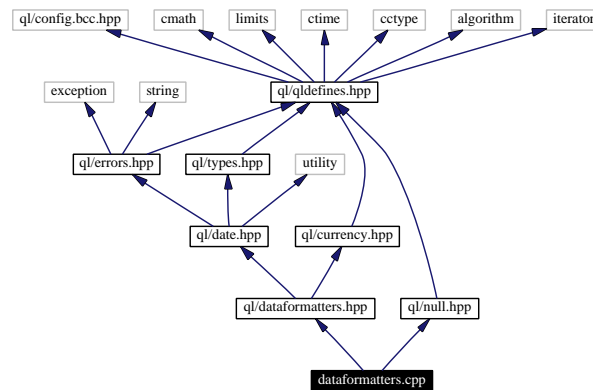 ql/config.bcc.hpp
cmath
limits
ctime
cctype
algorithm
iterator
exception
string
ql/qldefines.hpp
ql/errors.hpp
ql/types.hpp
utility
ql/date.hpp
ql/currency.hpp
ql/dataformatters.hpp
ql/null.hpp
dataformatters.cpp